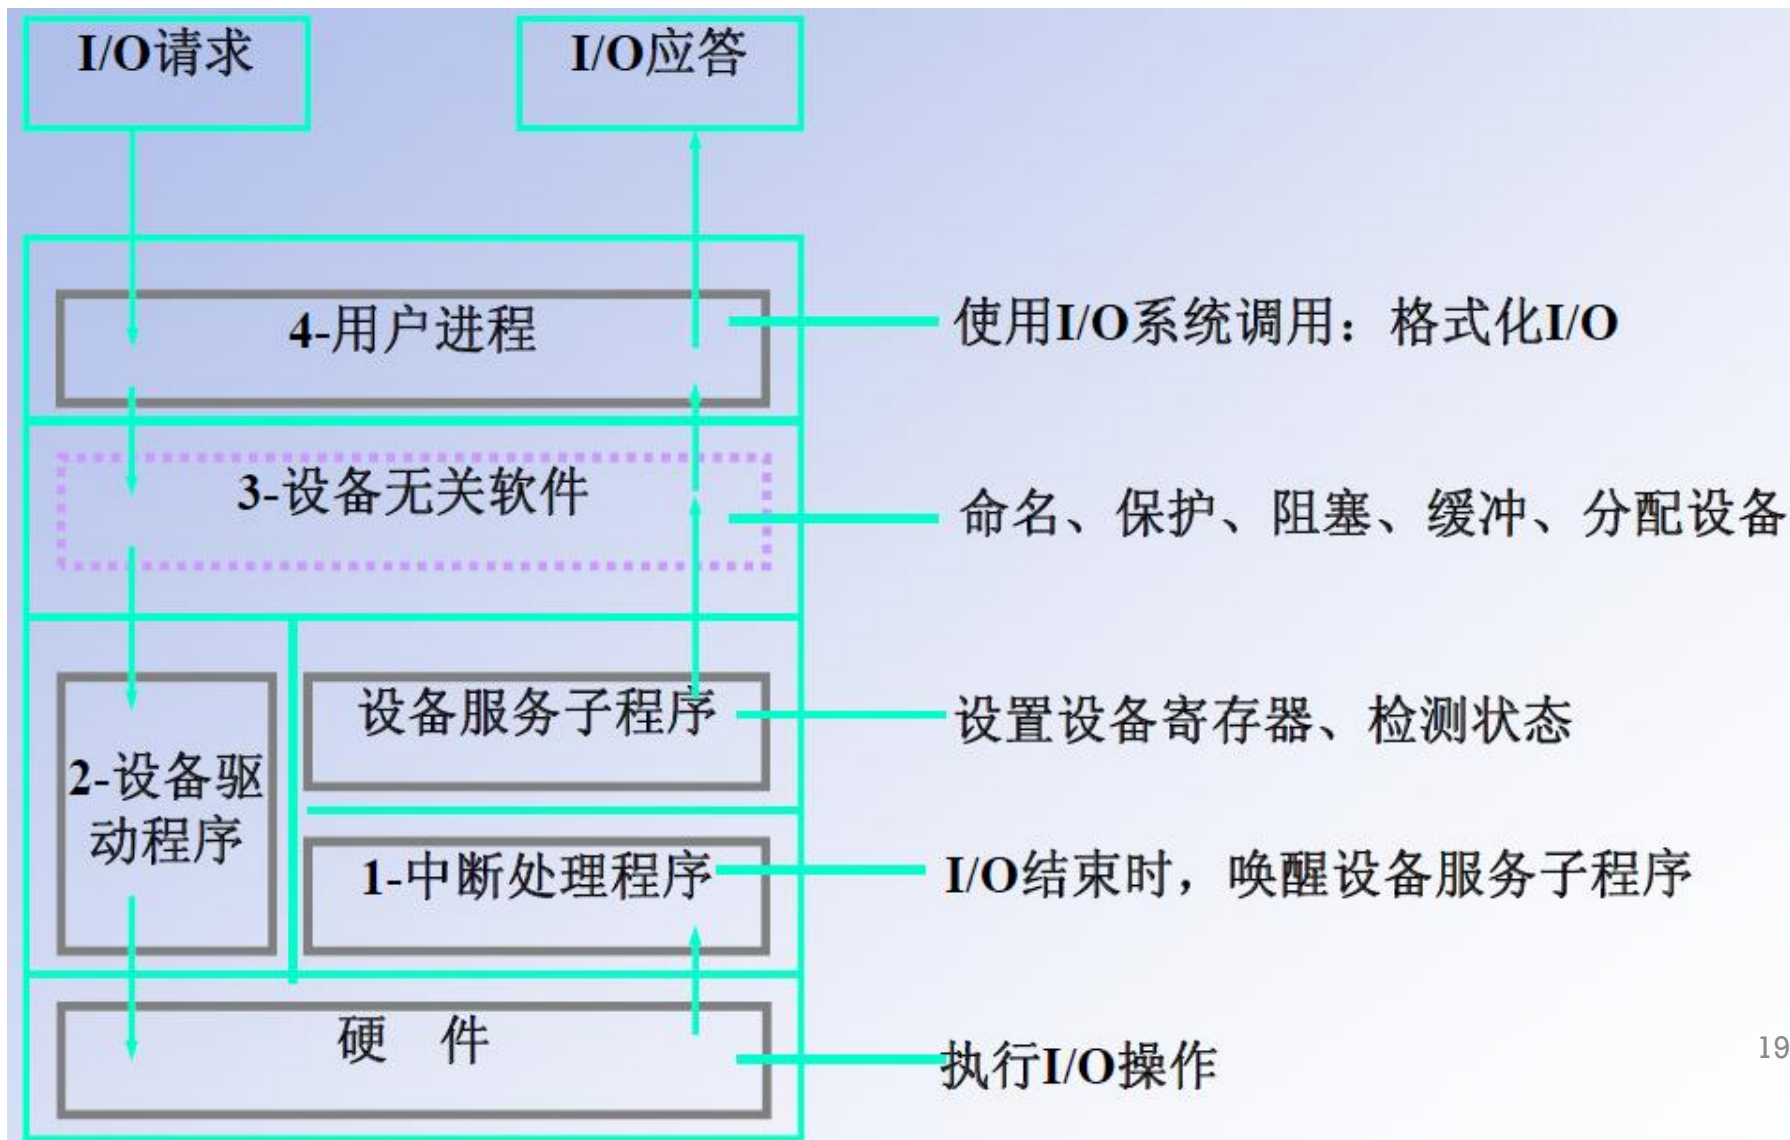 I/O请求
I/O应答
4-用户进程
使用I/O系统调用：格式化I/O
3-设备无关软件
命名、保护、阻塞、缓冲、分配设备
2-设备驱
动程序
设备服务子程序
设置设备寄存器、检测状态
1-中断处理程序
I/O结束时，唤醒设备服务子程序
硬 件
执行I/O操作
19